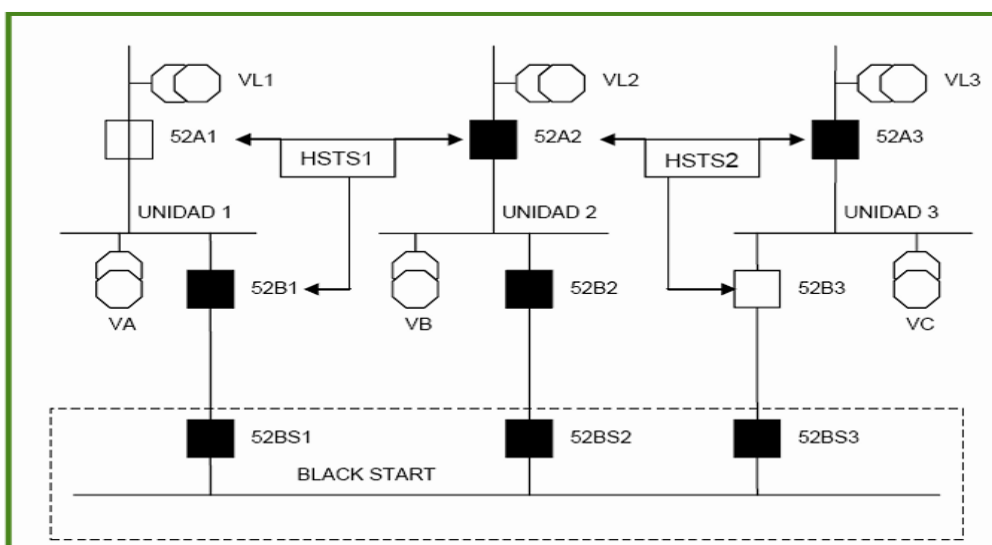 VL1
VL2
VL3
52A1
HSTS1
52A2
HSTS2
52A3
UNIDAD 1
UNIDAD 2
UNIDAD 3
52B1
52B2
52B3
VA
VB
VC
52BS1
52BS2
52BS3
BLACK START